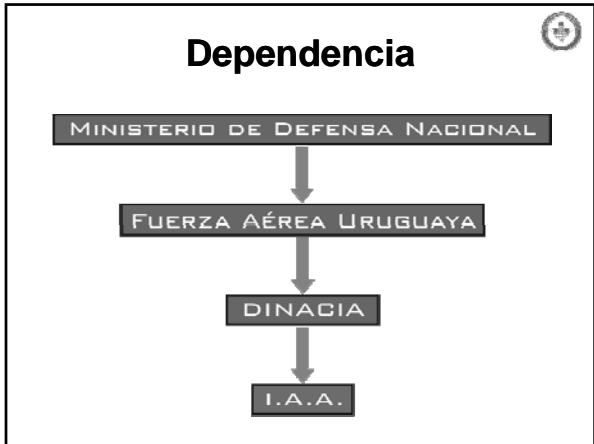 Dependencia
MINISTERIO DE DEFENSA NACIONAL
FUERZA AÉREA URUGUAYA
DINACIA
I.A.A.